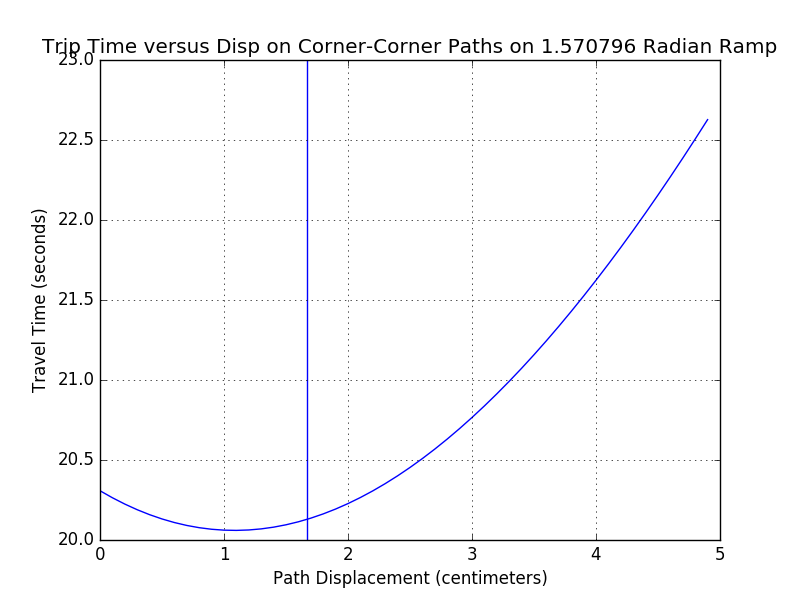 Trip Time versus Disp on Corner-Corner Paths on 1.570796 Radian Ramp
23.0
22.5
22.0
21.5
21.0
20.5
20.0
Travel Time (seconds)
0 1 2 3 4 5
Path Displacement (centimeters)